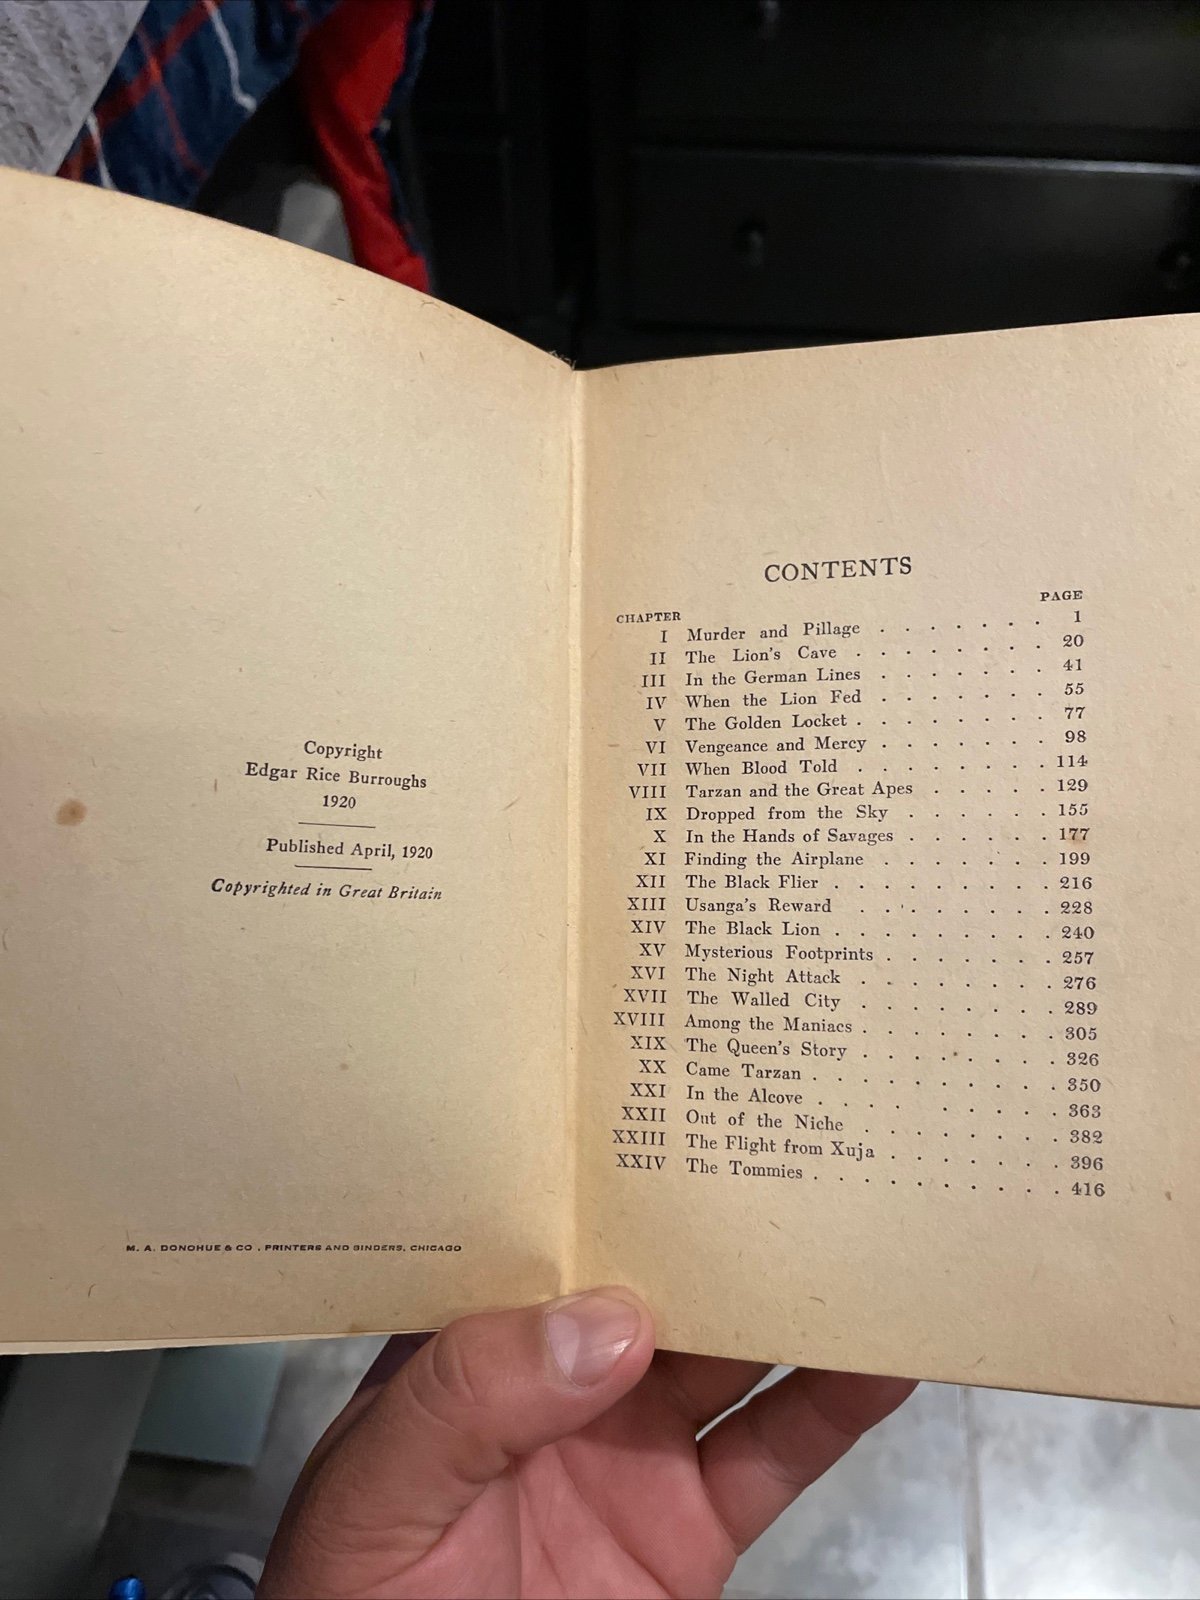 Copyright
Edgar Rice Burroughs
1920
Published April, 1920
Copyrighted in Great Britain
M. A. DONOHUE & CO., PRINTERS AND BINDERS, CHICAGO
CONTENTS
CHAPTER PAGE
I Murder and Pillage . . . . . . . 1
II The Lion's Cave . . . . . . . . 20
III In the German Lines . . . . . . . 41
IV When the Lion Fed . . . . . . . 55
V The Golden Locket . . . . . . . . 77
VI Vengeance and Mercy . . . . . . . 98
VII When Blood Told . . . . . . . . 114
VIII Tarzan and the Great Apes . . . . . 129
IX Dropped from the Sky . . . . . . 155
X In the Hands of Savages . . . . . . 177
XI Finding the Airplane . . . . . . . 199
XII The Black Flier . . . . . . . . . 216
XIII Usanga's Reward . . . . . . . . 228
XIV The Black Lion . . . . . . . . . 240
XV Mysterious Footprints . . . . . . . 257
XVI The Night Attack . . . . . . . . 276
XVII The Walled City . . . . . . . . 289
XVIII Among the Maniacs . . . . . . . . 305
XIX The Queen's Story . . . . . . . . 326
XX Came Tarzan . . . . . . . . . . 350
XXI In the Alcove . . . . . . . . . 363
XXII Out of the Niche . . . . . . . . 382
XXIII The Flight from Xuja . . . . . . . 396
XXIV The Tommies . . . . . . . . . . 416